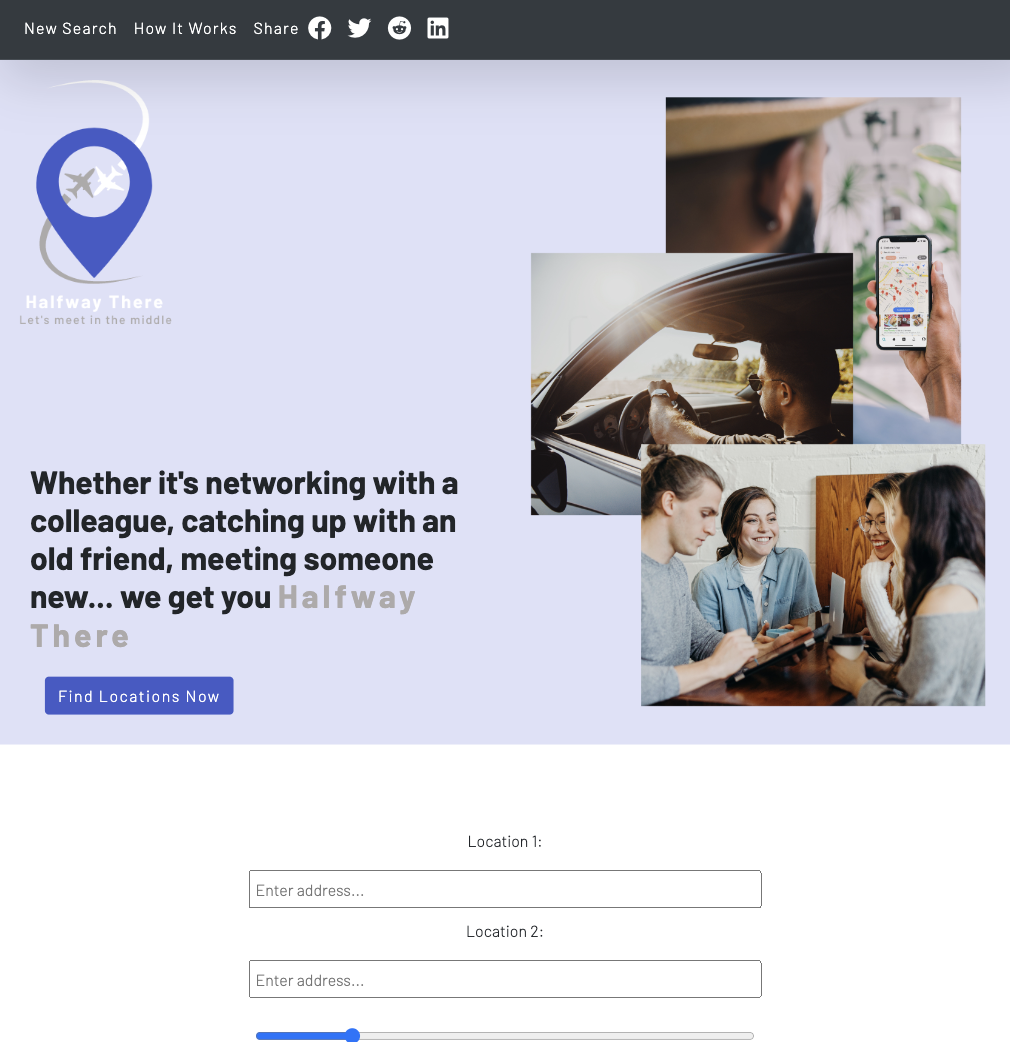 New Search How It Works Share
Halfway There
Let's meet in the middle
Whether it's networking with a
colleague, catching up with an
old friend, meeting someone
new... we get you Halfway
There
Find Locations Now
Location 1:
Enter address...
Location 2:
Enter address...